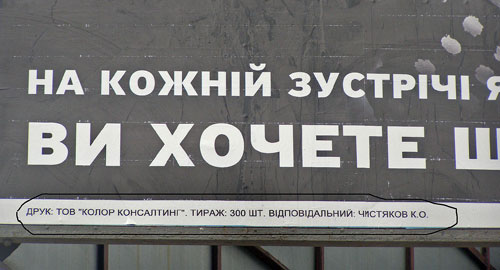 НА КОЖНІЙ ЗУСТРІЧІ Я
ВИ ХОЧЕТЕ Щ
ДРУК: ТОВ "КОЛОР КОНСАЛТИНГ". ТИРАЖ: 300 ШТ. ВІДПОВІДАЛЬНИЙ: ЧИСТЯКОВ К.О.